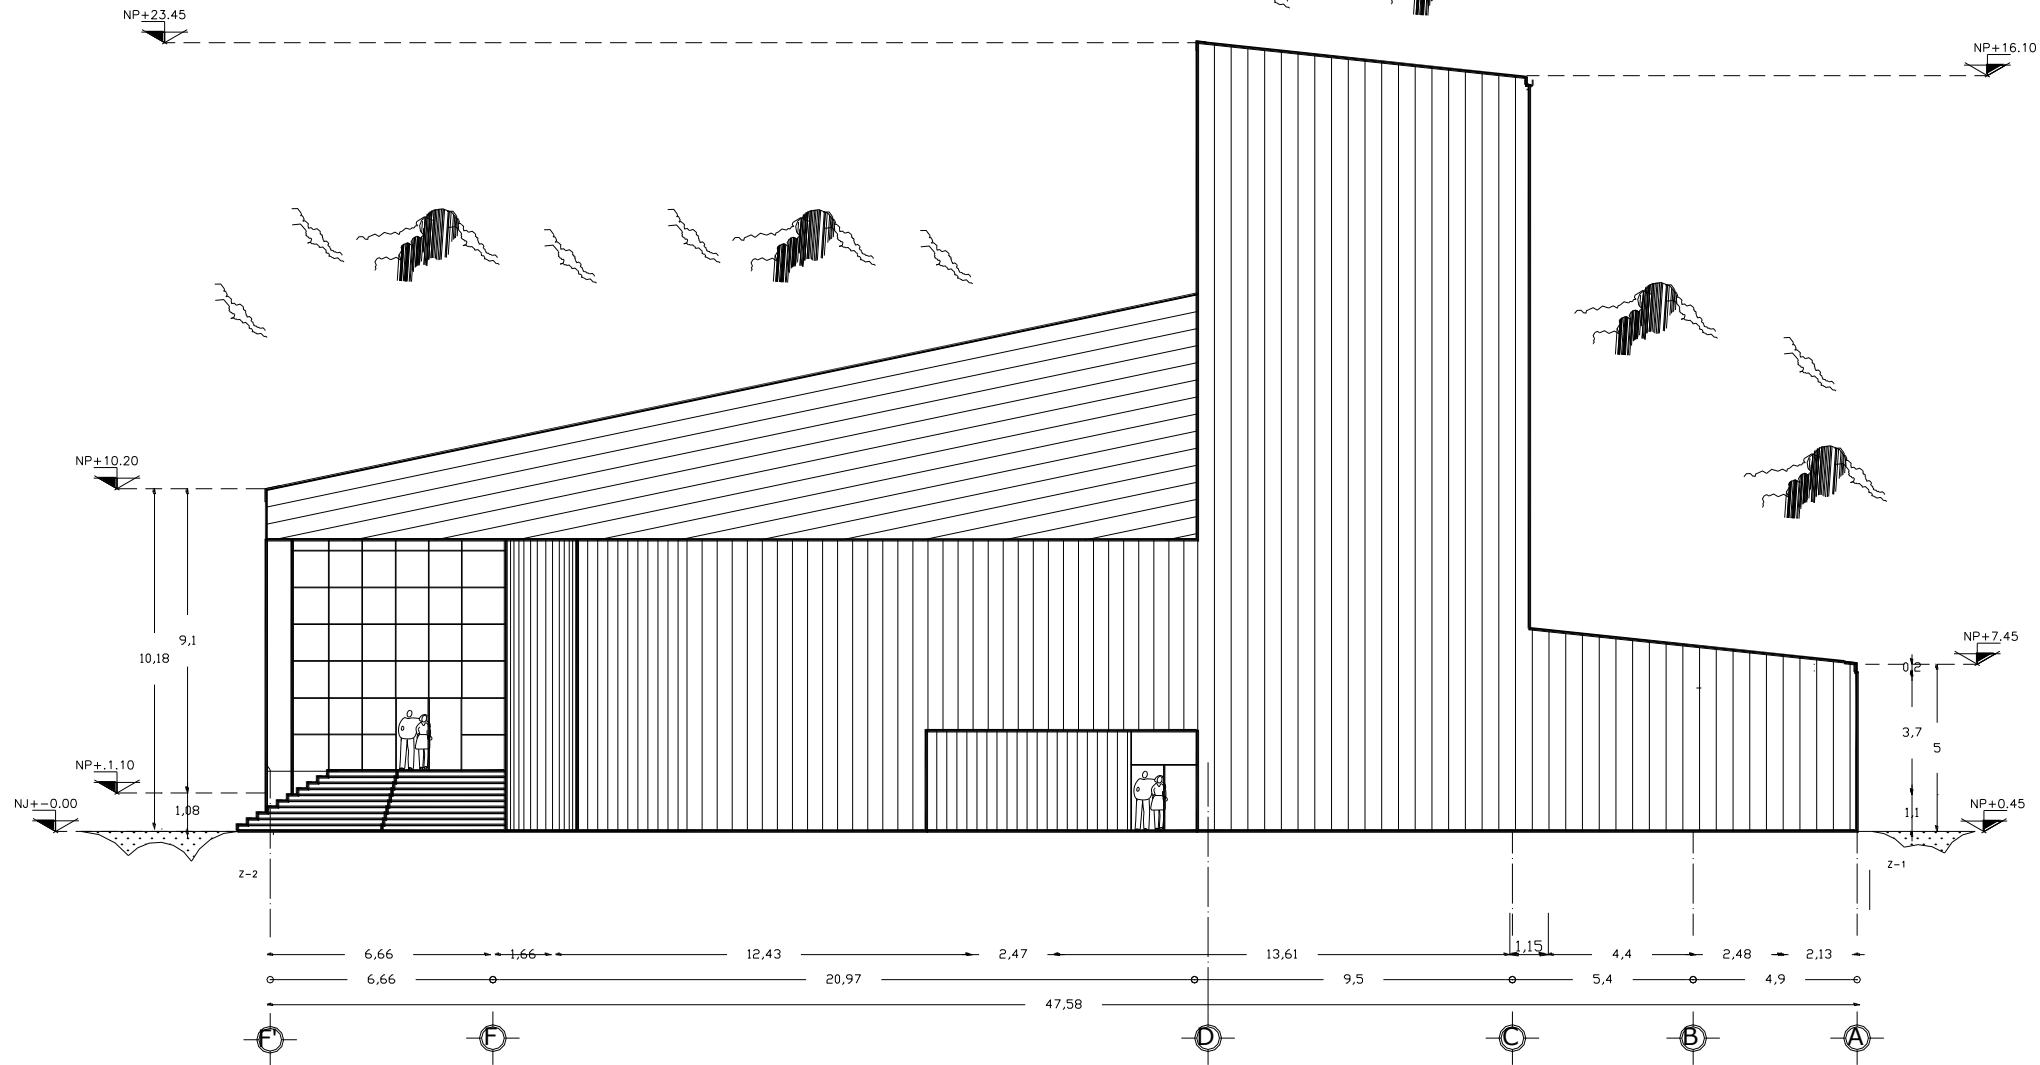 NP+23.45
NP+16.10
NP+10.20
9,1
10,18
NP+7.45
0,2
3,7
5
NP+.1.10
NJ+-0.00
1,08
NP+0.45
1,1
Z-2
Z-1
6,66 1,66 12,43 2,47 13,61 1,15 4,4 2,48 2,13
6,66 20,97 9,5 5,4 4,9
47,58
F' F D C B A